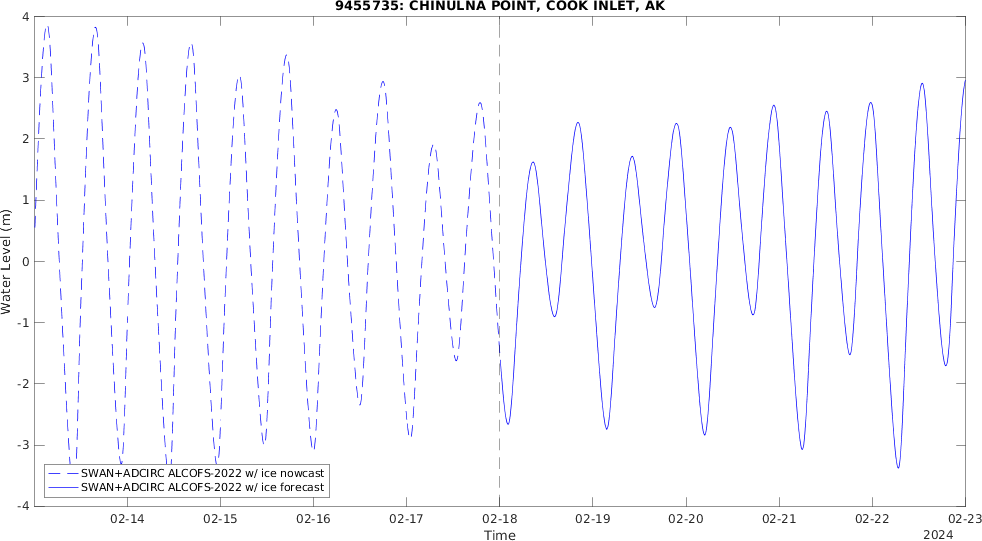 9455735: CHINULNA POINT, COOK INLET, AK
4
3
2
1
0
-1
-2
-3
-4
Water Level (m)
SWAN+ADCIRC ALCOFS-2022 w/ ice nowcast
SWAN+ADCIRC ALCOFS-2022 w/ ice forecast
02-14 02-15 02-16 02-17 02-18 02-19 02-20 02-21 02-22 02-23
Time
2024